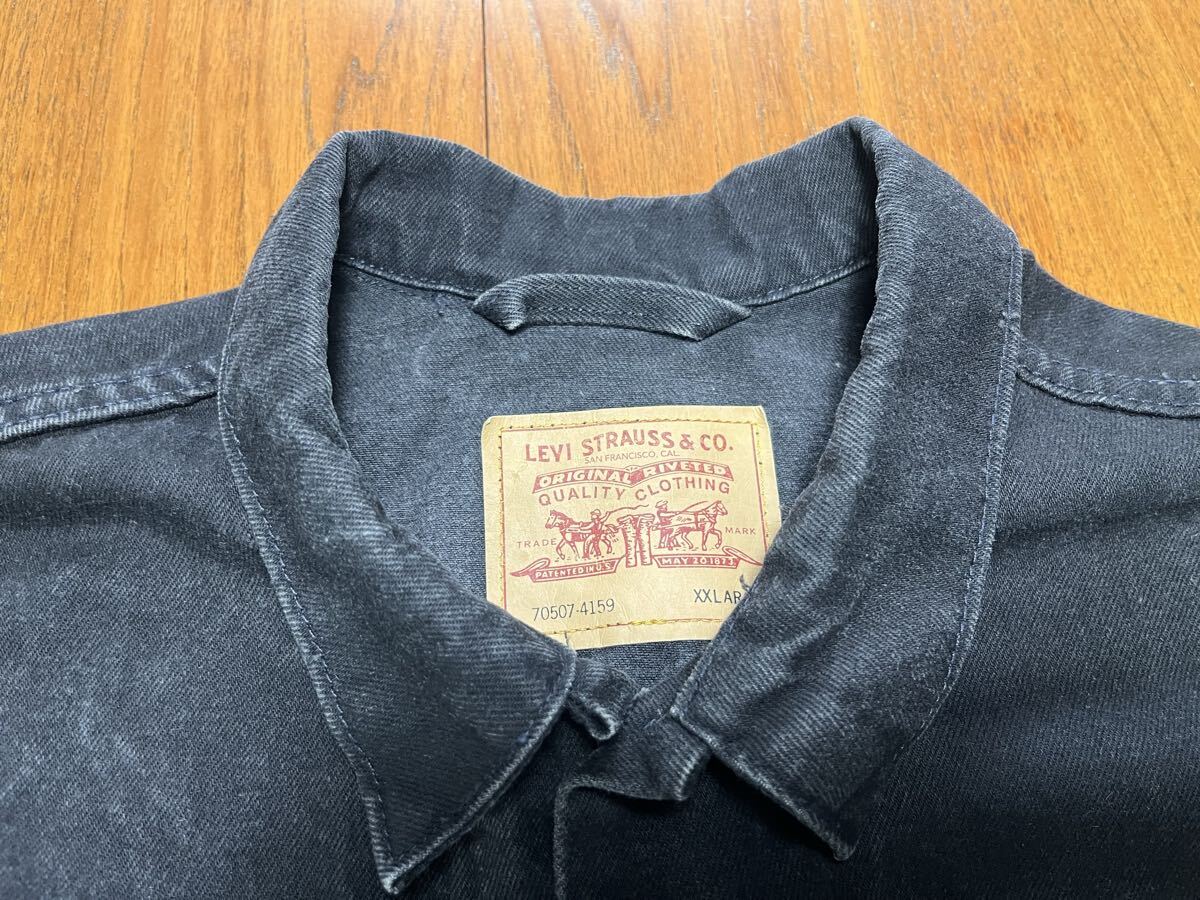 LEVI STRAUSS & CO.
SAN FRANCISCO, CAL.
ORIGINAL RIVETED
QUALITY CLOTHING
TRADE MARK
PATENTED IN U.S. MAY 20 1873
70507-4159 XXLAR